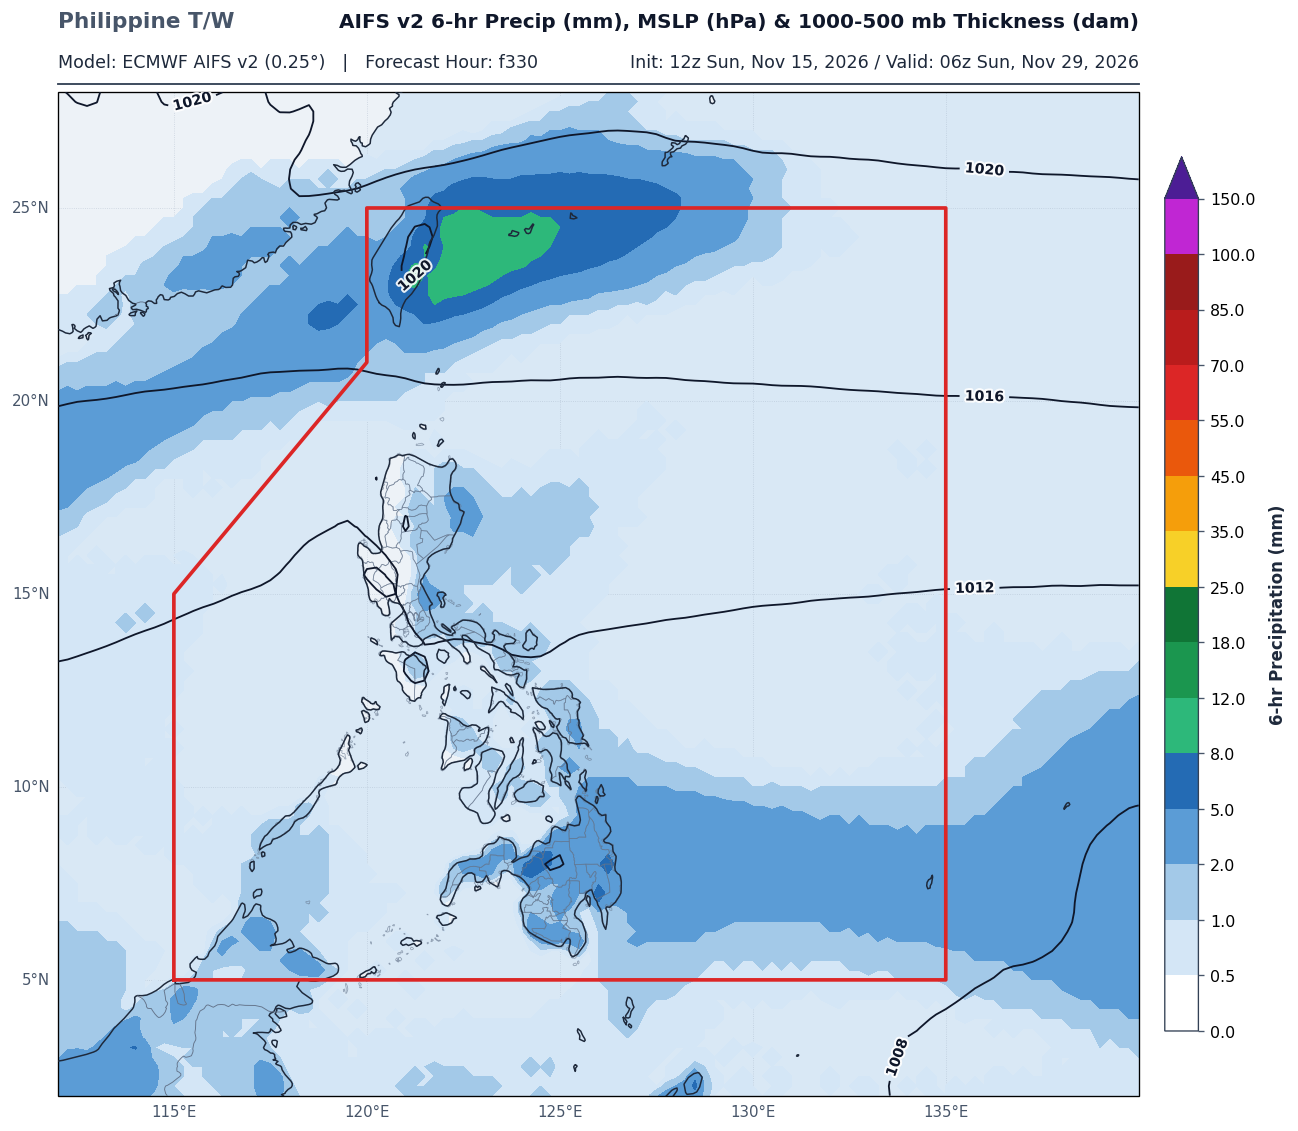 Philippine T/W
AIFS v2 6-hr Precip (mm), MSLP (hPa) & 1000-500 mb Thickness (dam)
Model: ECMWF AIFS v2 (0.25°) | Forecast Hour: f330
Init: 12z Sun, Nov 15, 2026 / Valid: 06z Sun, Nov 29, 2026
1020
1020
1020
1016
1012
1008
25°N
20°N
15°N
10°N
5°N
115°E
120°E
125°E
130°E
135°E
150.0
100.0
85.0
70.0
55.0
45.0
35.0
25.0
18.0
12.0
8.0
5.0
2.0
1.0
0.5
0.0
6-hr Precipitation (mm)